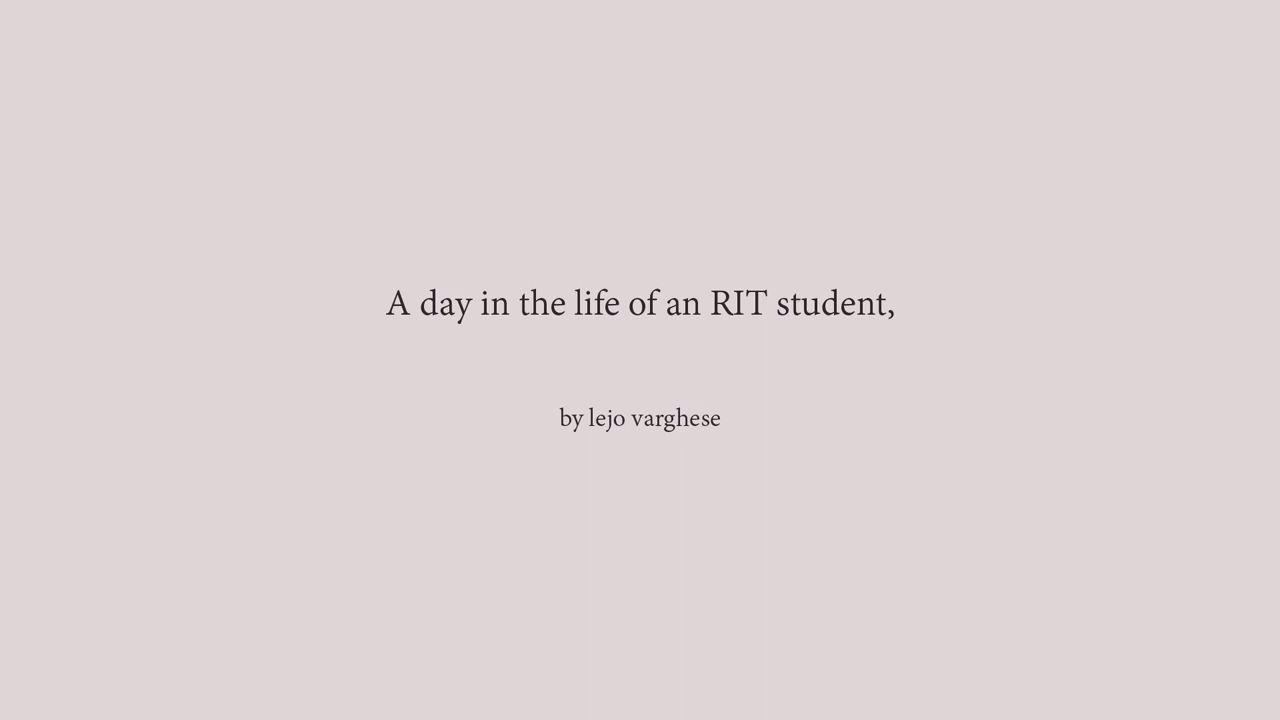 A day in the life of an RIT student,
by lejo varghese